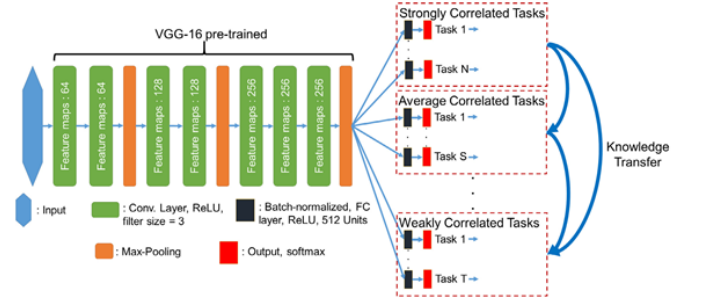 VGG-16 pre-trained
Feature maps : 64
Feature maps : 64
Feature maps : 128
Feature maps : 128
Feature maps : 256
Feature maps : 256
Feature maps : 256
Strongly Correlated Tasks
Task 1
Task N
Average Correlated Tasks
Task 1
Task S
Weakly Correlated Tasks
Task 1
Task T
Knowledge
Transfer
: Input
: Conv. Layer, ReLU,
filter size = 3
: Batch-normalized, FC
layer, ReLU, 512 Units
: Max-Pooling
: Output, softmax